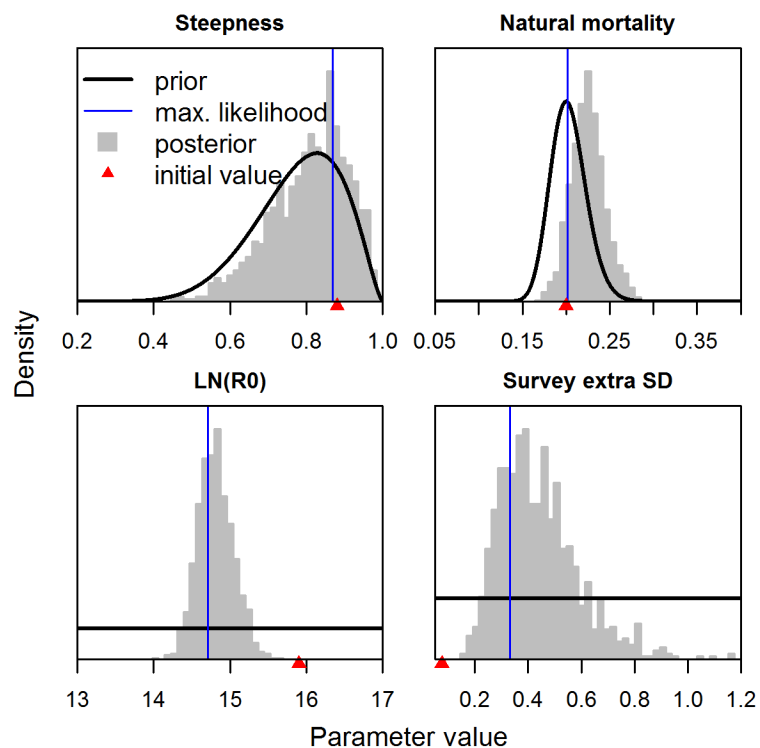 Steepness
prior
max. likelihood
posterior
initial value
0.2 0.4 0.6 0.8 1.0
Natural mortality
0.05 0.15 0.25 0.35
Density
LN(R0)
13 14 15 16 17
Survey extra SD
0.2 0.4 0.6 0.8 1.0 1.2
Parameter value